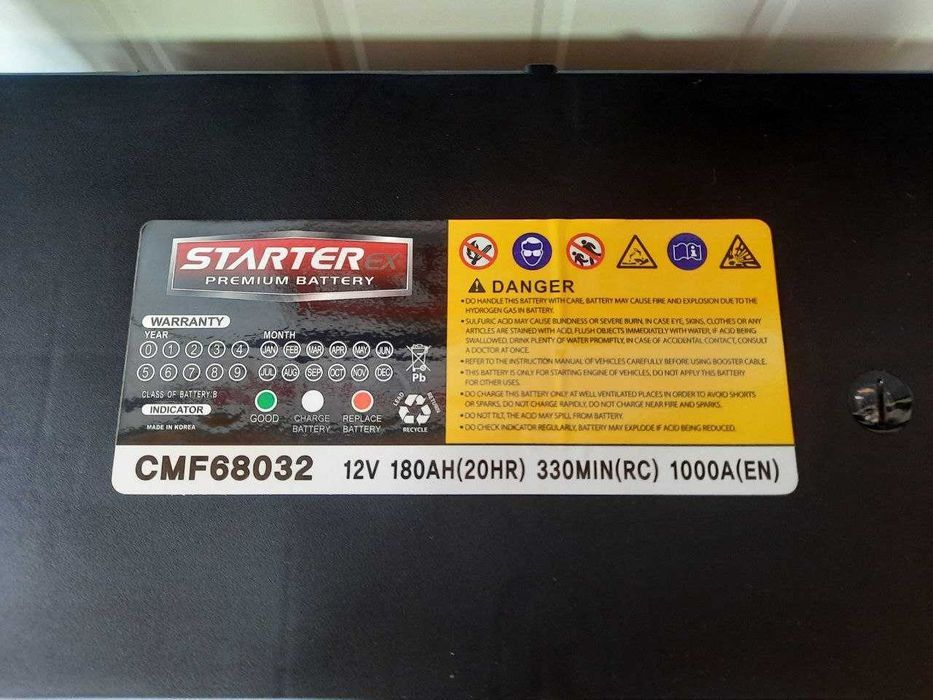 STARTER EX
PREMIUM BATTERY
WARRANTY
YEAR MONTH
0 1 2 3 4 JAN FEB MAR APR MAY JUN
5 6 7 8 9 JUL AUG SEP OCT NOV DEC
Pb
CLASS OF BATTERY:B
INDICATOR
MADE IN KOREA
GOOD
CHARGE
BATTERY
REPLACE
BATTERY
LEAD RETURN
RECYCLE
DANGER
• DO HANDLE THIS BATTERY WITH CARE, BATTERY MAY CAUSE FIRE AND EXPLOSION DUE TO THE
HYDROGEN GAS IN BATTERY.
• SULFURIC ACID MAY CAUSE BLINDNESS OR SEVERE BURN, IN CASE EYE, SKINS, CLOTHES OR ANY
ARTICLES ARE STAINED WITH ACID, FLUSH OBJECTS IMMEDIATELY WITH WATER, IF ACID BEING
SWALLOWED, DRINK PLENTY OF WATER PROMPTLY, IN CASE OF ACCIDENTAL CONTACT, CONSULT
A DOCTOR AT ONCE.
• REFER TO THE INSTRUCTION MANUAL OF VEHICLES CAREFULLY BEFORE USING BOOSTER CABLE.
• THIS BATTERY IS ONLY FOR STARTING ENGINE OF VEHICLES, DO NOT APPLY THIS BATTERY
FOR OTHER USES.
• DO CHARGE THIS BATTERY ONLY AT WELL VENTILATED PLACES IN ORDER TO AVOID SHORTS
OR SPARKS, DO NOT CHARGE RAPIDLY, DO NOT CHARGE NEAR FIRE AND SPARKS.
• DO NOT TILT, THE ACID MAY SPILL FROM BATTERY.
• DO CHECK INDICATOR REGULARLY, BATTERY MAY EXPLODE IF ACID BEING REDUCED.
CMF68032 12V 180AH(20HR) 330MIN(RC) 1000A(EN)